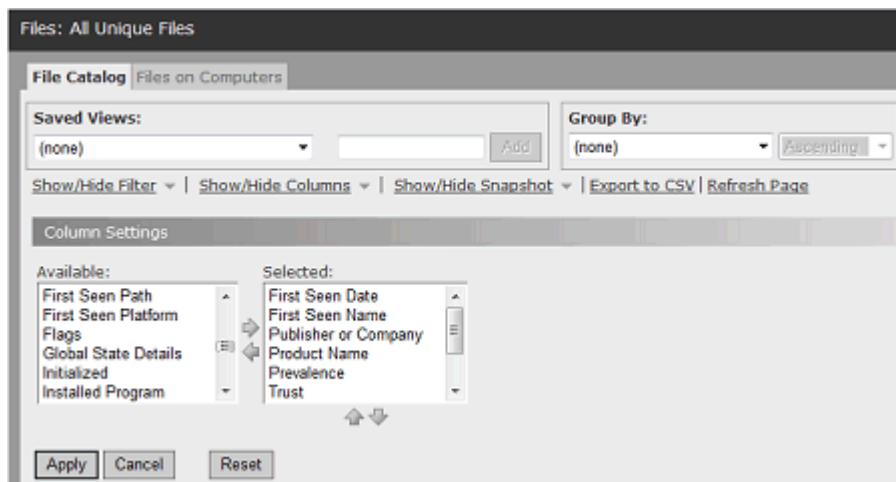 Files: All Unique Files
File Catalog Files on Computers
Saved Views:
(none)
Add
Group By:
(none)
Ascending
Show/Hide Filter | Show/Hide Columns | Show/Hide Snapshot | Export to CSV | Refresh Page
Column Settings
Available:
First Seen Path
First Seen Platform
Flags
Global State Details
Initialized
Installed Program
Selected:
First Seen Date
First Seen Name
Publisher or Company
Product Name
Prevalence
Trust
Apply Cancel Reset